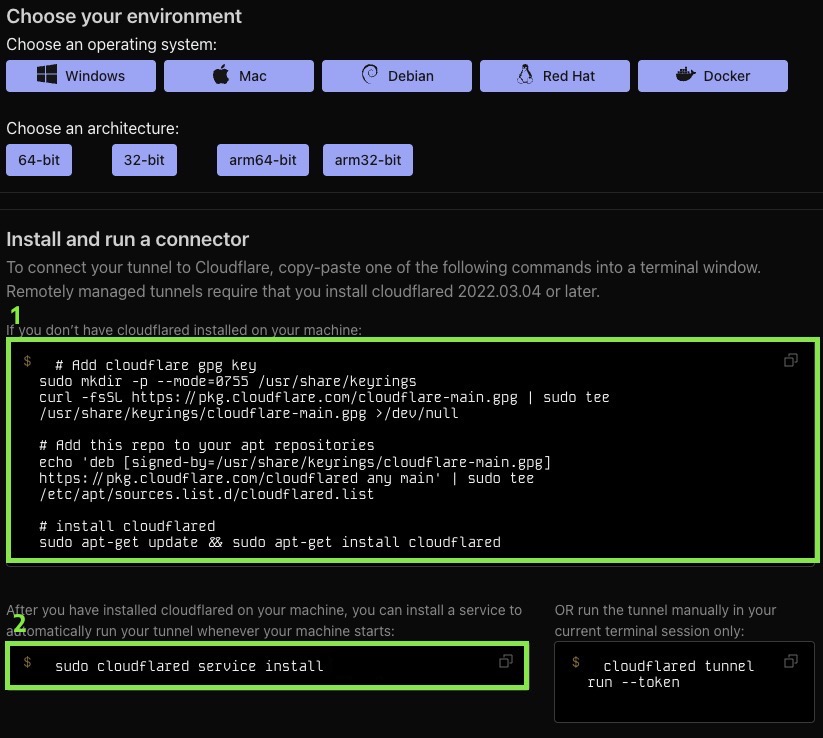 Choose your environment
Choose an operating system:
Windows Mac Debian Red Hat Docker
Choose an architecture:
64-bit 32-bit arm64-bit arm32-bit
Install and run a connector
To connect your tunnel to Cloudflare, copy-paste one of the following commands into a terminal window.
Remotely managed tunnels require that you install cloudflared 2022.03.04 or later.
1
If you don't have cloudflared installed on your machine:
$ # Add cloudflare gpg key
sudo mkdir -p --mode=0755 /usr/share/keyrings
curl -fsSL https://pkg.cloudflare.com/cloudflare-main.gpg | sudo tee
/usr/share/keyrings/cloudflare-main.gpg >/dev/null
# Add this repo to your apt repositories
echo 'deb [signed-by=/usr/share/keyrings/cloudflare-main.gpg]
https://pkg.cloudflare.com/cloudflared any main' | sudo tee
/etc/apt/sources.list.d/cloudflared.list
# install cloudflared
sudo apt-get update && sudo apt-get install cloudflared
After you have installed cloudflared on your machine, you can install a service to
automatically run your tunnel whenever your machine starts:
2
$ sudo cloudflared service install
OR run the tunnel manually in your
current terminal session only:
$ cloudflared tunnel
run --token